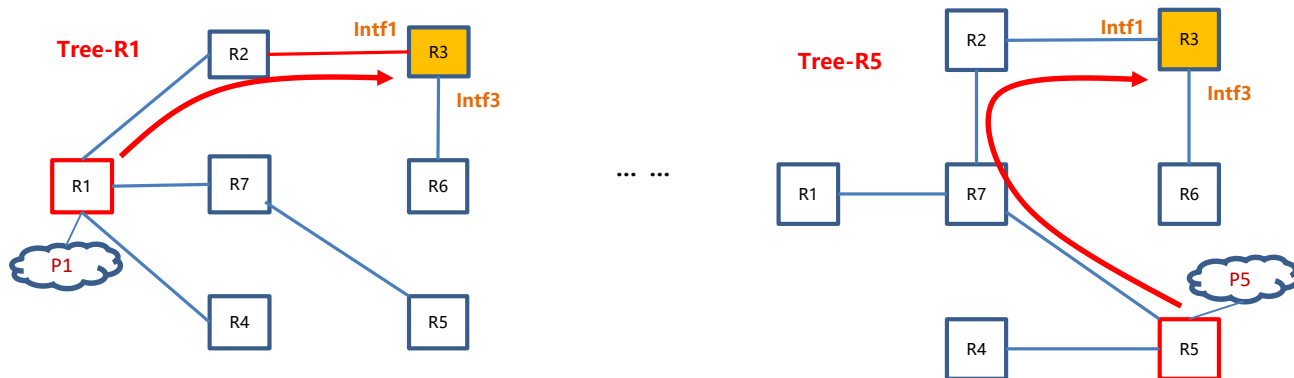 Tree-R1
R2
Intf1
R3
Intf3
R1
R7
R6
P1
R4
R5
... ...
Tree-R5
R2
Intf1
R3
Intf3
R1
R7
R6
P5
R4
R5